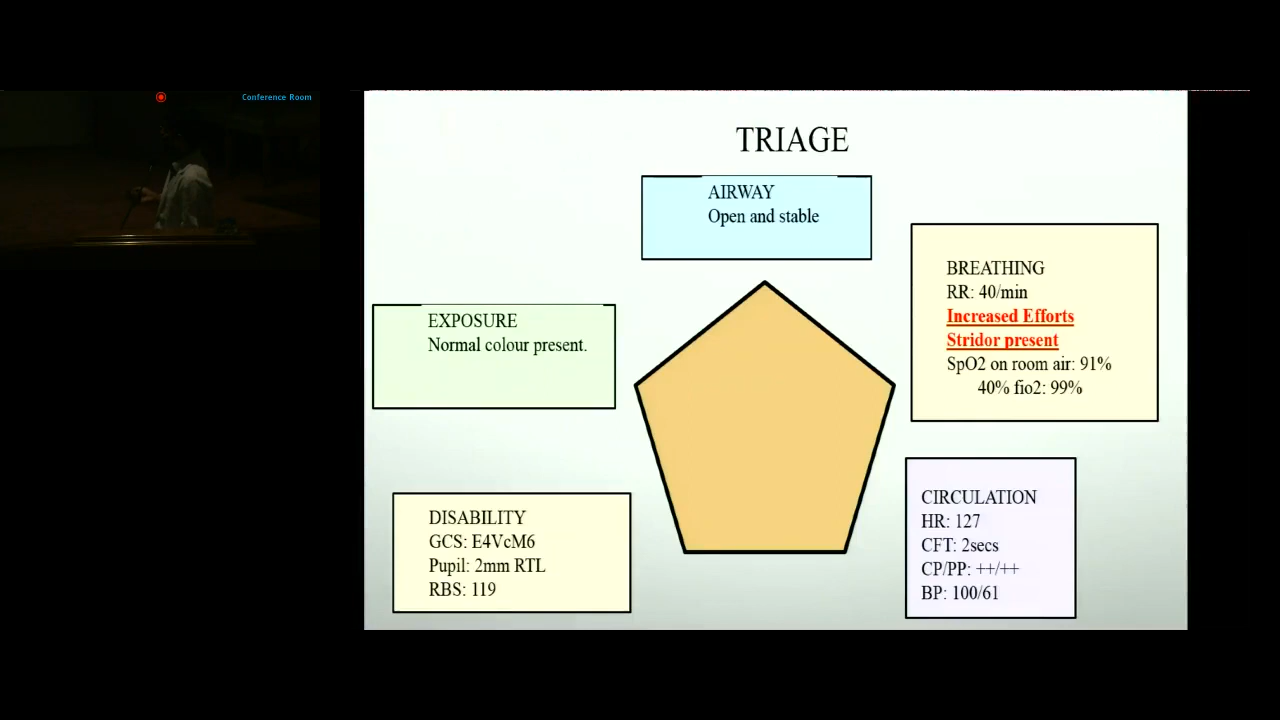 Conference Room
TRIAGE
AIRWAY
Open and stable
BREATHING
RR: 40/min
Increased Efforts
Stridor present
SpO2 on room air: 91%
40% fio2: 99%
EXPOSURE
Normal colour present.
CIRCULATION
HR: 127
CFT: 2secs
CP/PP: ++/++
BP: 100/61
DISABILITY
GCS: E4VcM6
Pupil: 2mm RTL
RBS: 119